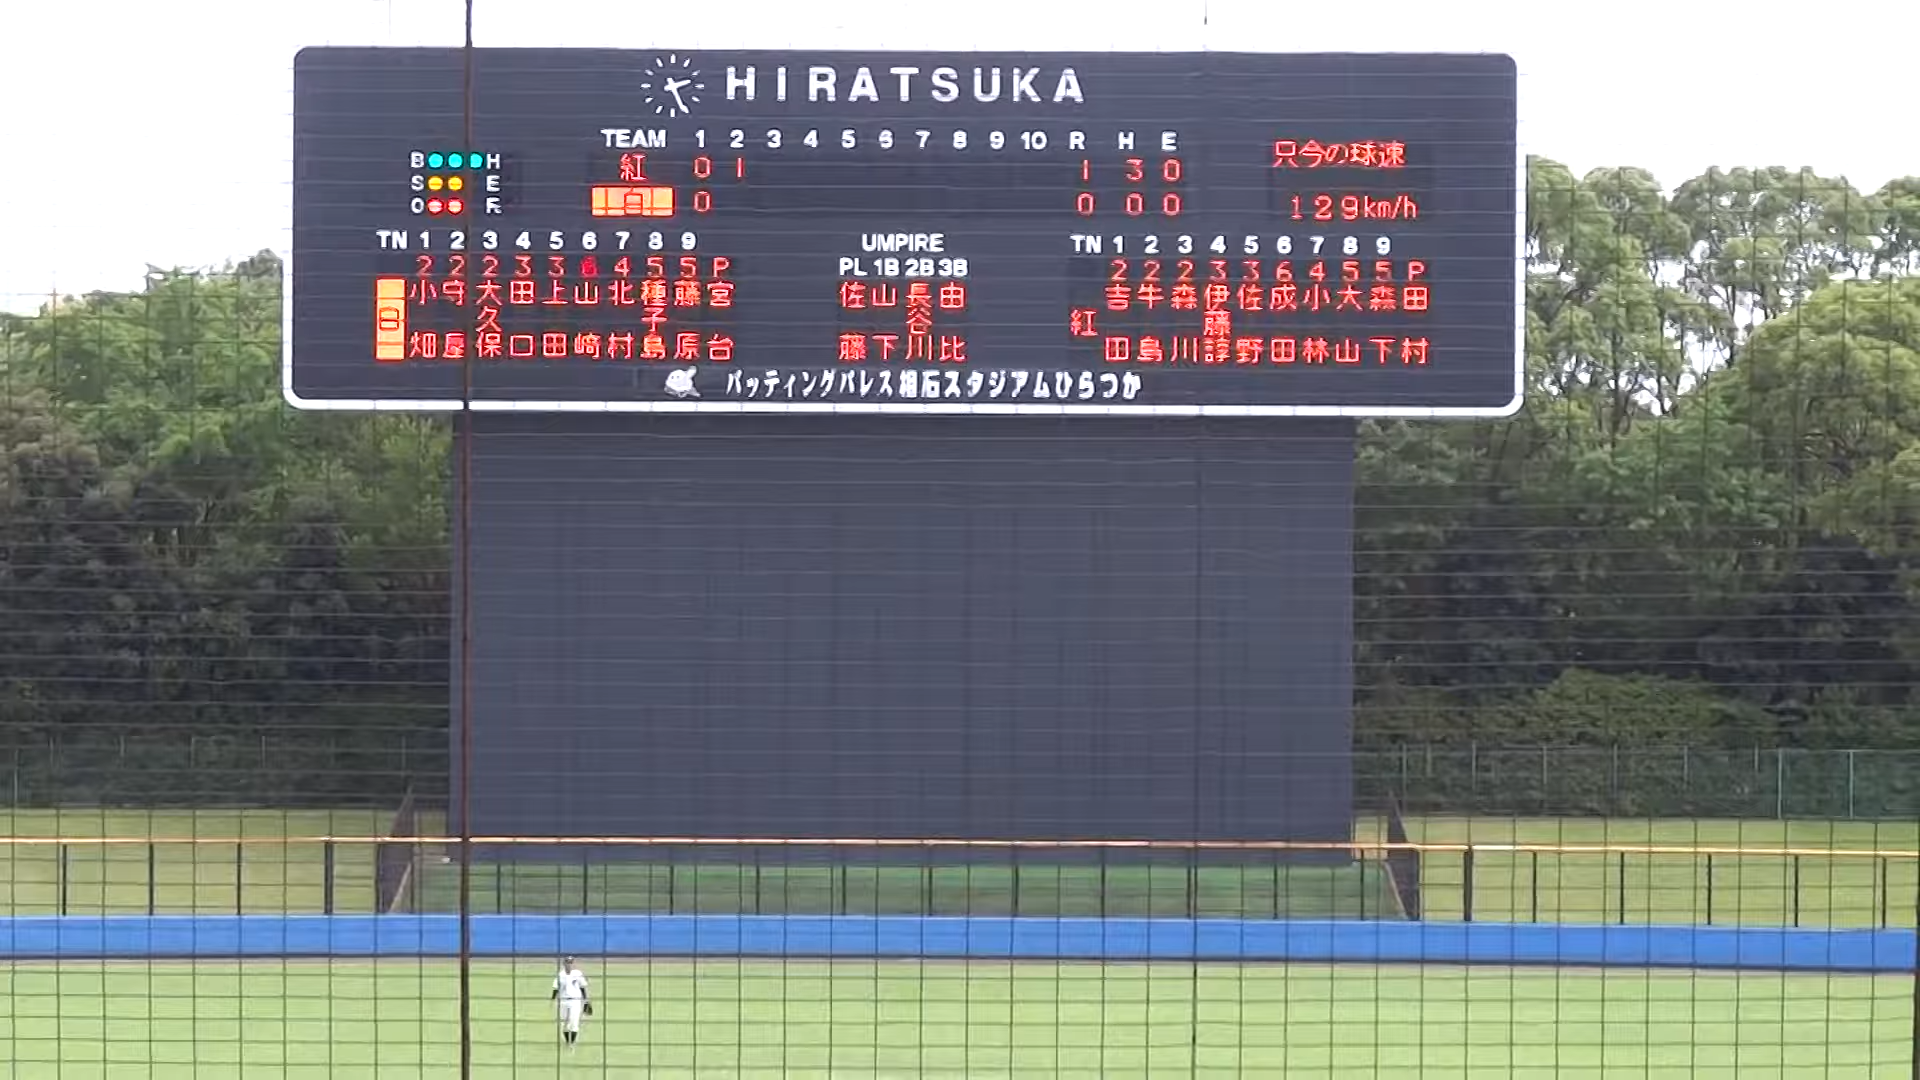 HIRATSUKA
TEAM 1 2 3 4 5 6 7 8 9 10 R H E
紅 0 1 1 3 0
白 0 0 0 0
B H
S E
O F
只今の球速
129km/h
TN 1 2 3 4 5 6 7 8 9
2 2 2 3 3 6 4 5 5 P
白 小畑 守屋 大久保 田口 上田 山崎 北村 種子島 藤原 宮台
UMPIRE
PL 1B 2B 3B
佐藤 山下 長谷川 由比
TN 1 2 3 4 5 6 7 8 9
2 2 2 3 3 6 4 5 5 P
紅 吉田 牛島 森川 伊藤諄 佐野 成田 小林 大山 森下 田村
バッティングパレス相石スタジアムひらつか